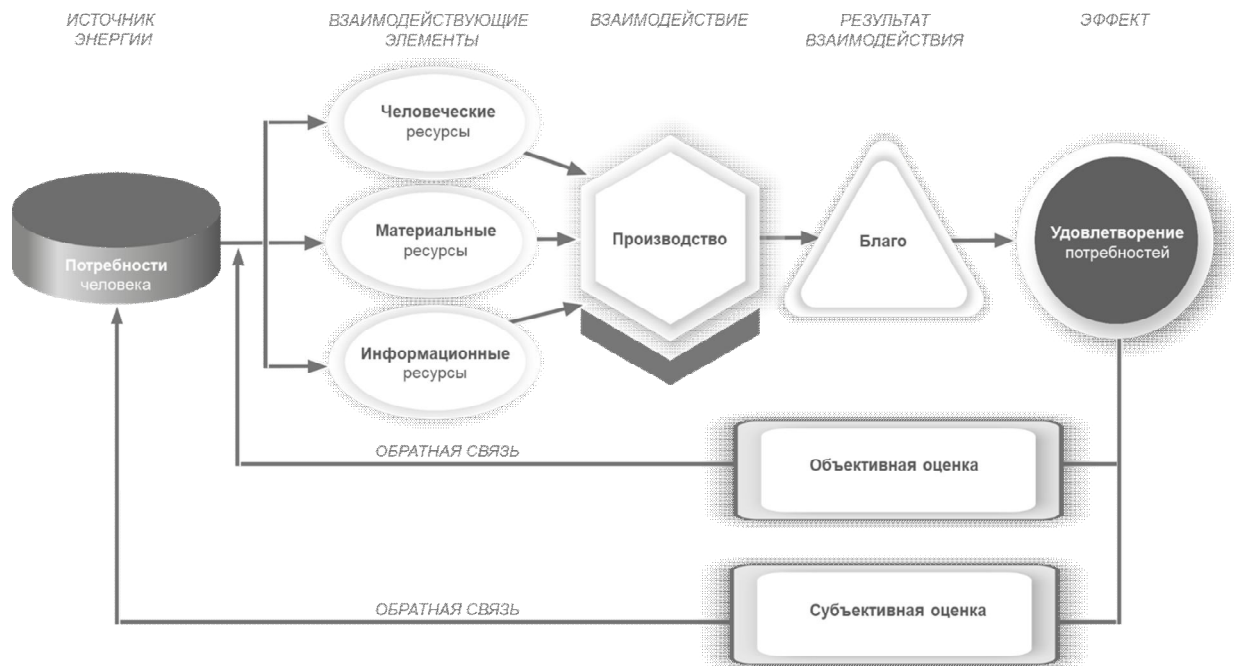 ИСТОЧНИК
ЭНЕРГИИ
ВЗАИМОДЕЙСТВУЮЩИЕ
ЭЛЕМЕНТЫ
ВЗАИМОДЕЙСТВИЕ
РЕЗУЛЬТАТ
ВЗАИМОДЕЙСТВИЯ
ЭФФЕКТ
Человеческие
ресурсы
Потребности
человека
Материальные
ресурсы
Информационные
ресурсы
Производство
Благо
Удовлетворение
потребностей
ОБРАТНАЯ СВЯЗЬ
Объективная оценка
ОБРАТНАЯ СВЯЗЬ
Субъективная оценка